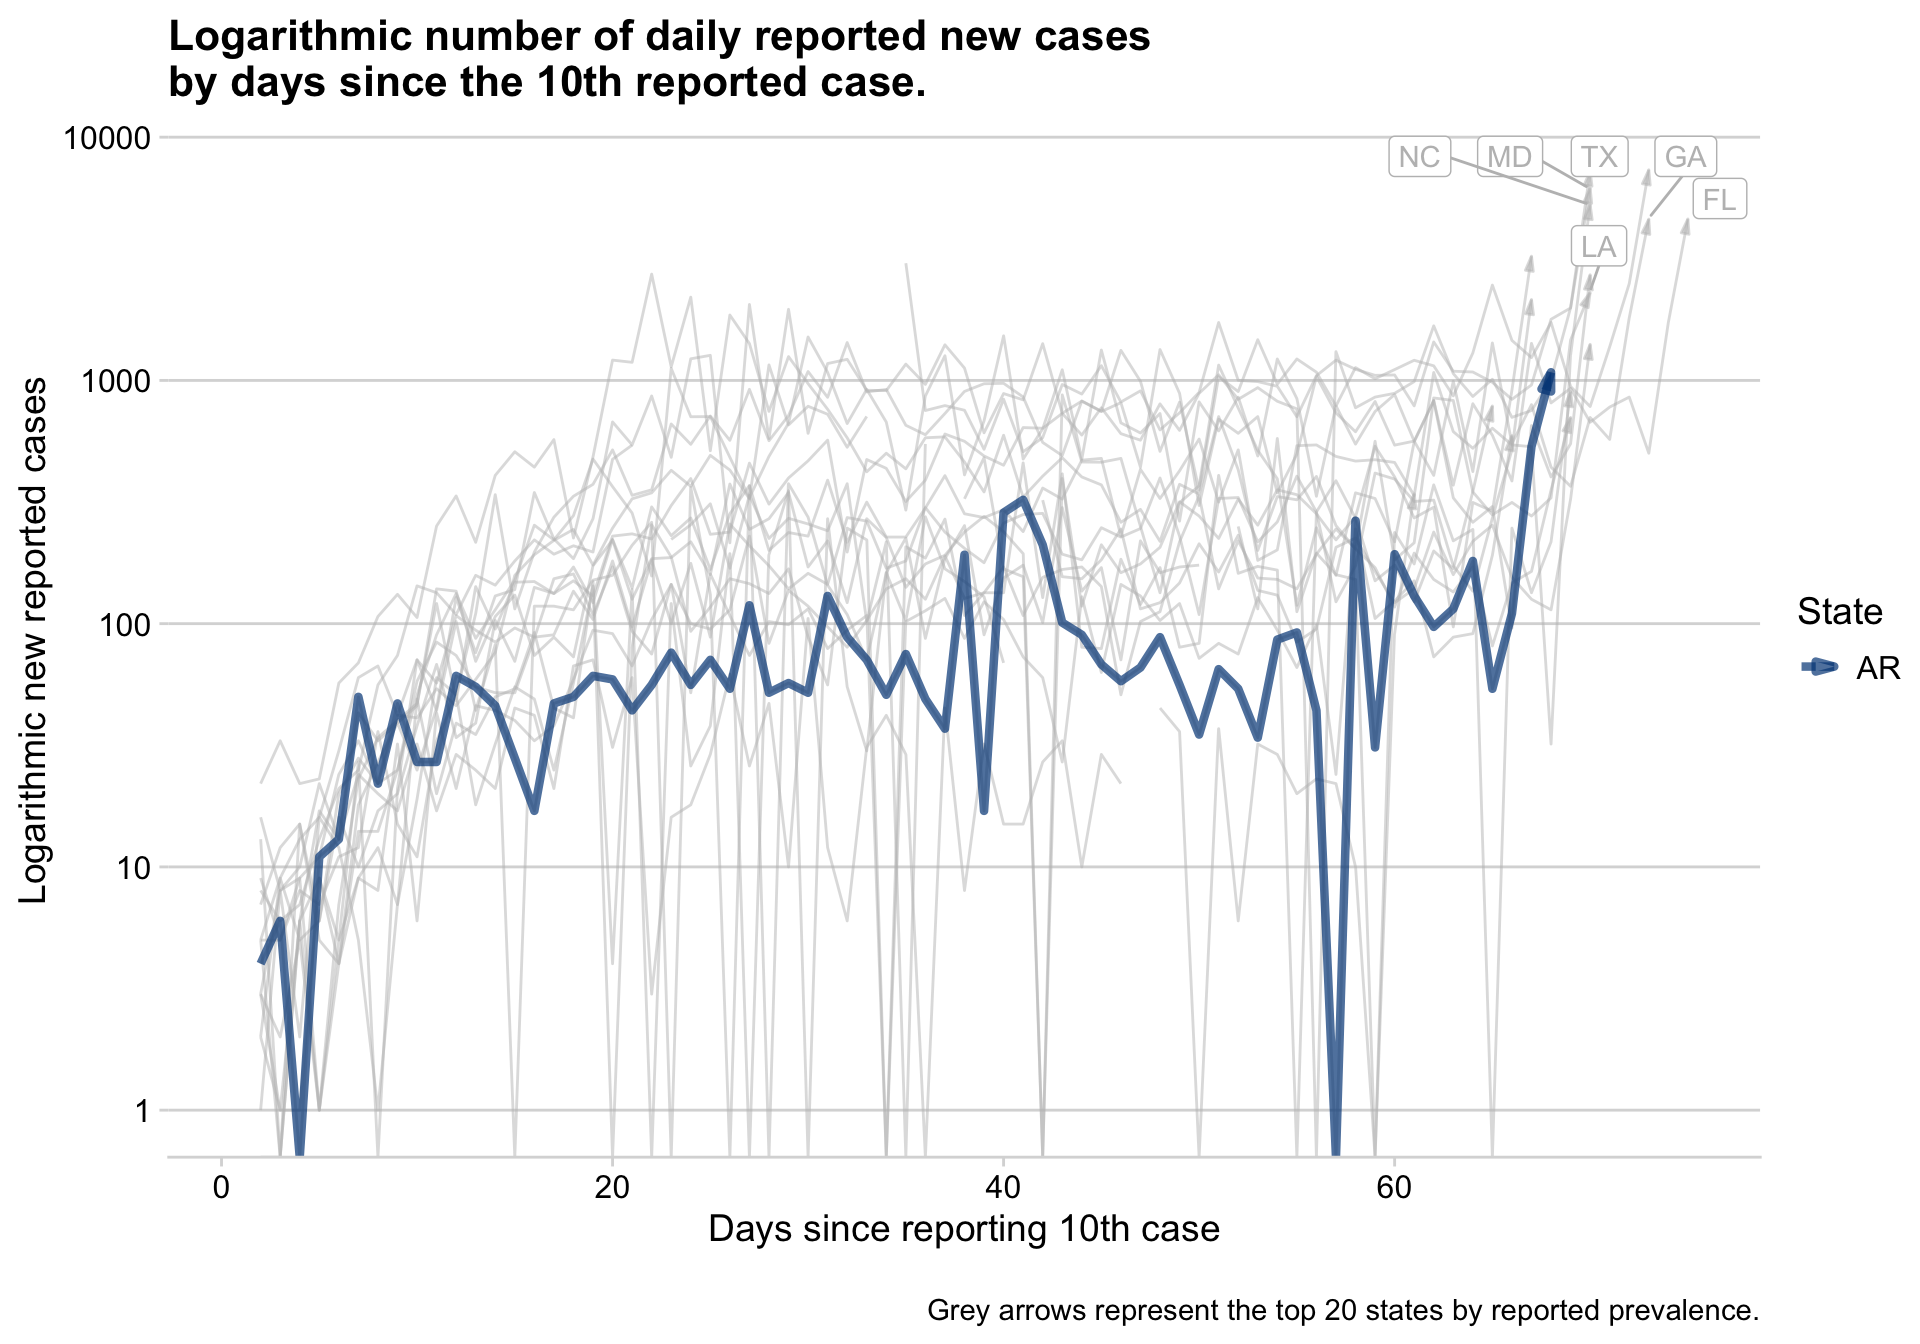 Logarithmic number of daily reported new cases
by days since the 10th reported case.
10000
NC
MD
TX
GA
FL
LA
1000
100
10
1
Logarithmic new reported cases
0
20
40
60
Days since reporting 10th case
State
AR
Grey arrows represent the top 20 states by reported prevalence.